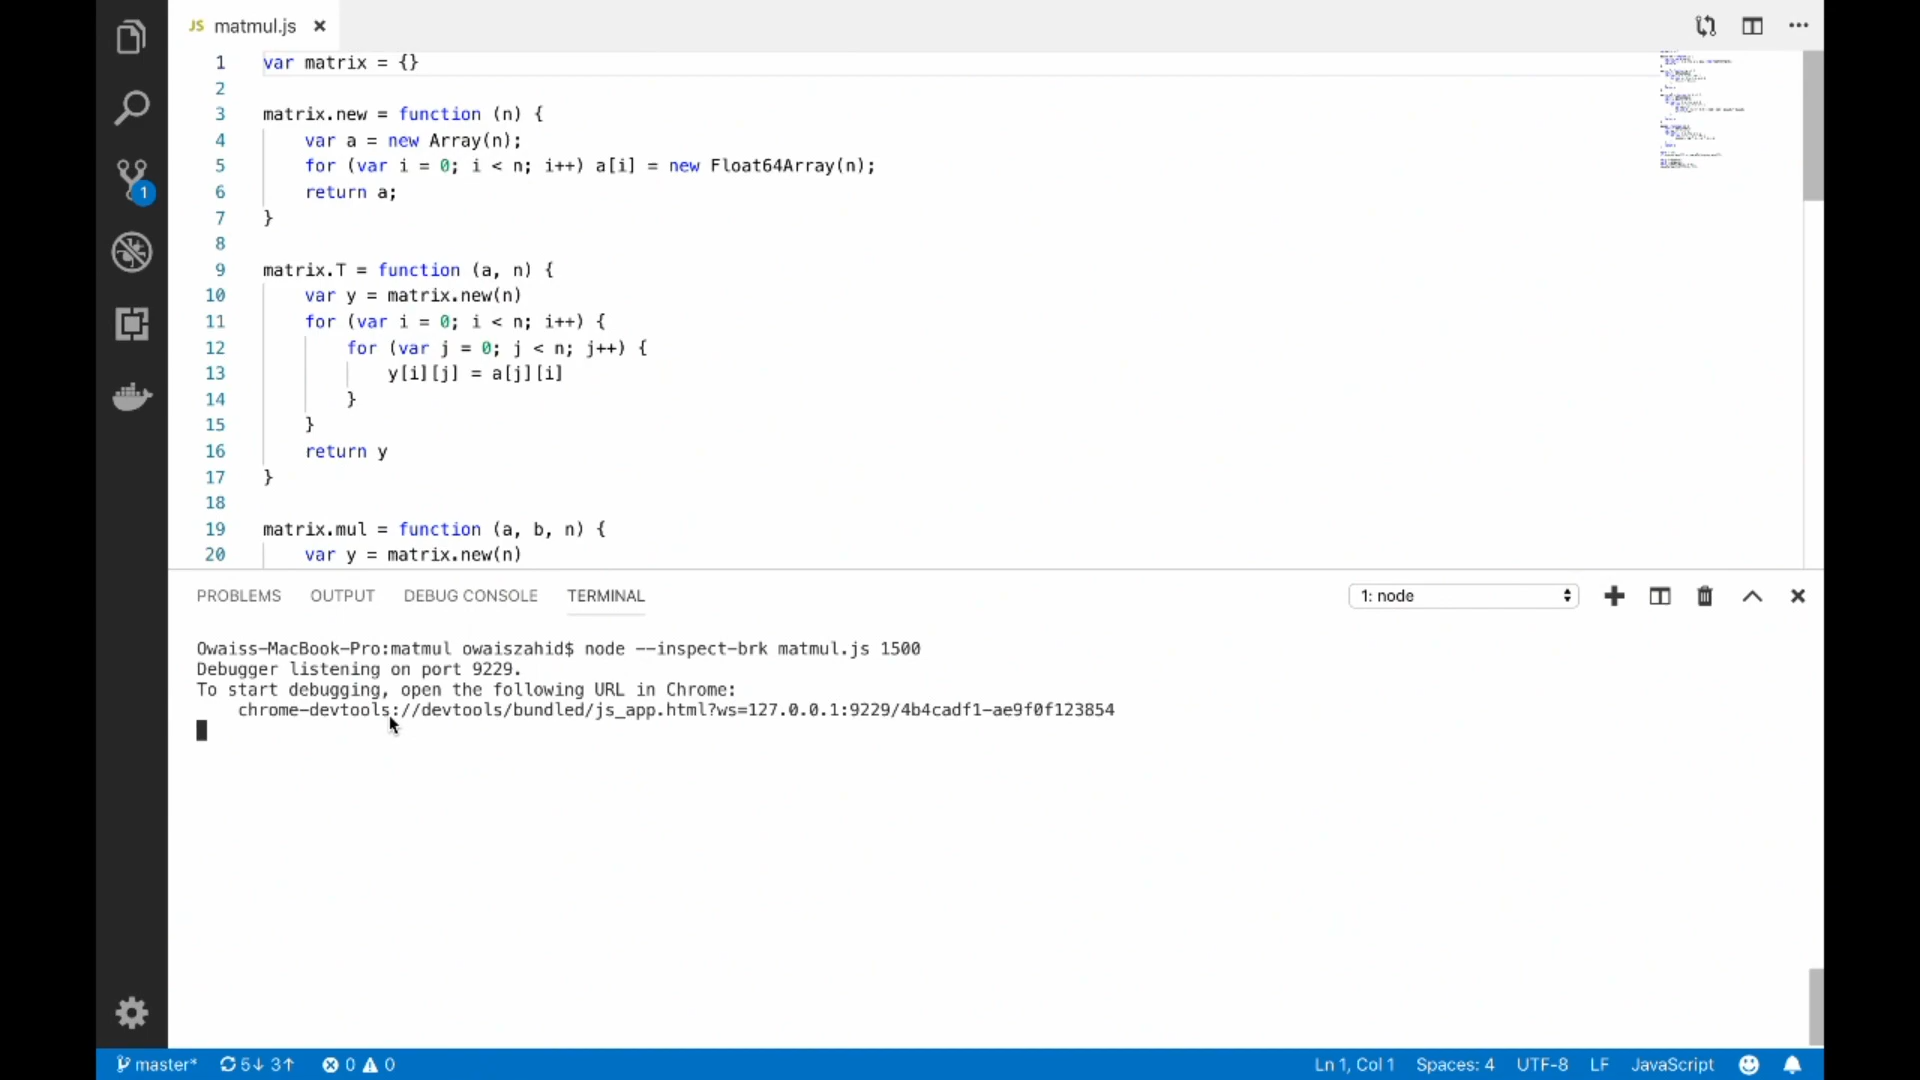 JS matmul.js
1 var matrix = {}
2
3 matrix.new = function (n) {
4 var a = new Array(n);
5 for (var i = 0; i < n; i++) a[i] = new Float64Array(n);
6 return a;
7 }
8
9 matrix.T = function (a, n) {
10 var y = matrix.new(n)
11 for (var i = 0; i < n; i++) {
12 for (var j = 0; j < n; j++) {
13 y[i][j] = a[j][i]
14 }
15 }
16 return y
17 }
18
19 matrix.mul = function (a, b, n) {
20 var y = matrix.new(n)
1
PROBLEMS OUTPUT DEBUG CONSOLE TERMINAL 1: node
Owaiss-MacBook-Pro:matmul owaiszahid$ node --inspect-brk matmul.js 1500
Debugger listening on port 9229.
To start debugging, open the following URL in Chrome:
chrome-devtools://devtools/bundled/js_app.html?ws=127.0.0.1:9229/4b4cadf1-ae9f0f123854
master* 5↓ 3↑ 0 0 Ln 1, Col 1 Spaces: 4 UTF-8 LF JavaScript